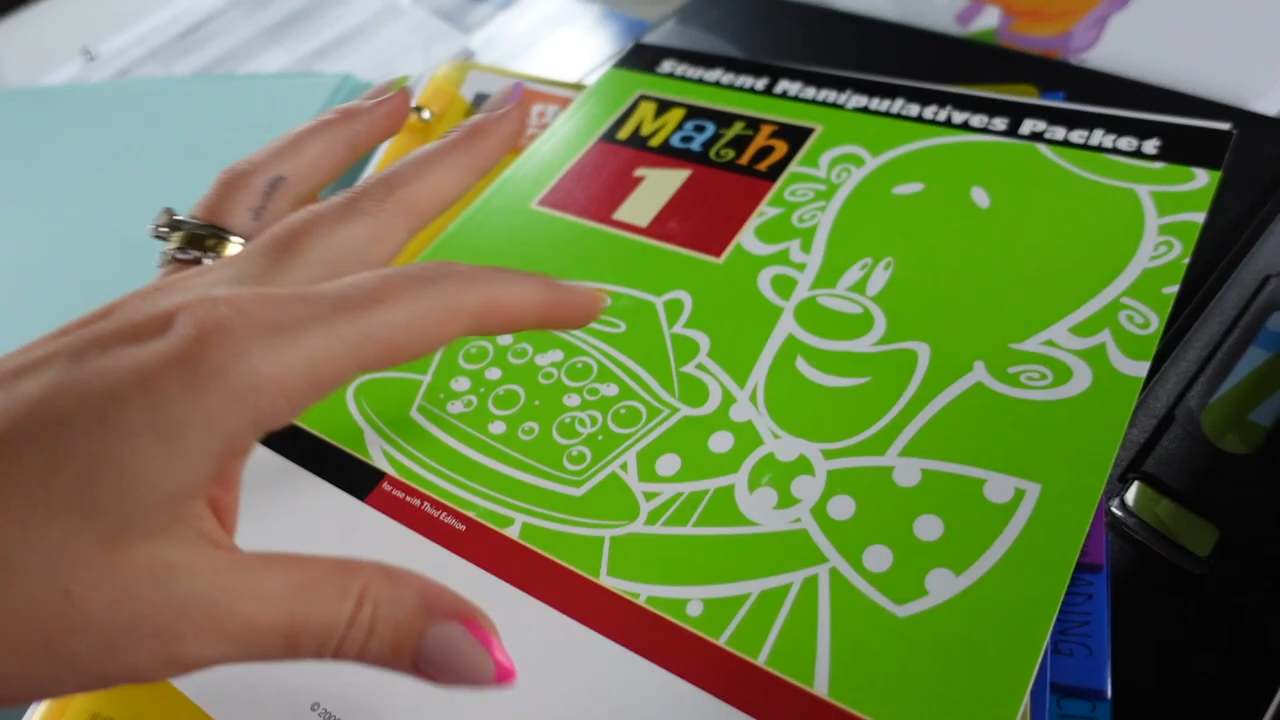 Student Manipulatives Packet
Math
1
for use with Third Edition
©